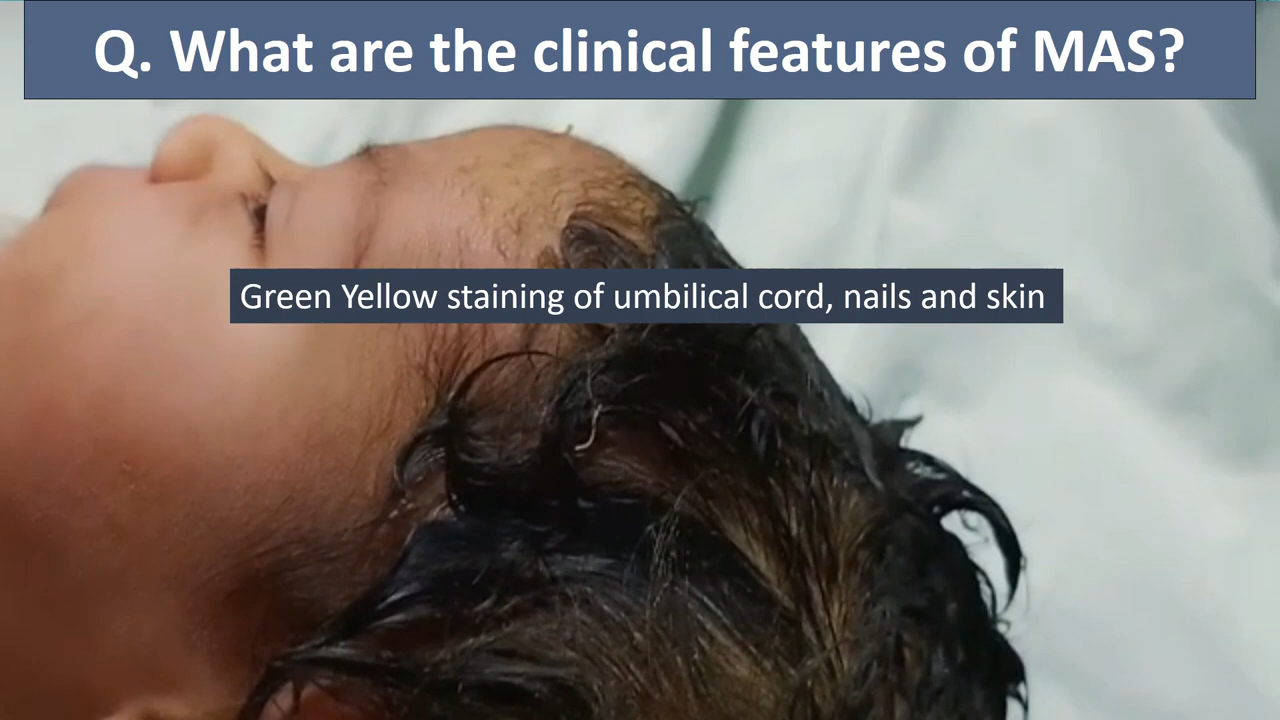 Q. What are the clinical features of MAS?
Green Yellow staining of umbilical cord, nails and skin